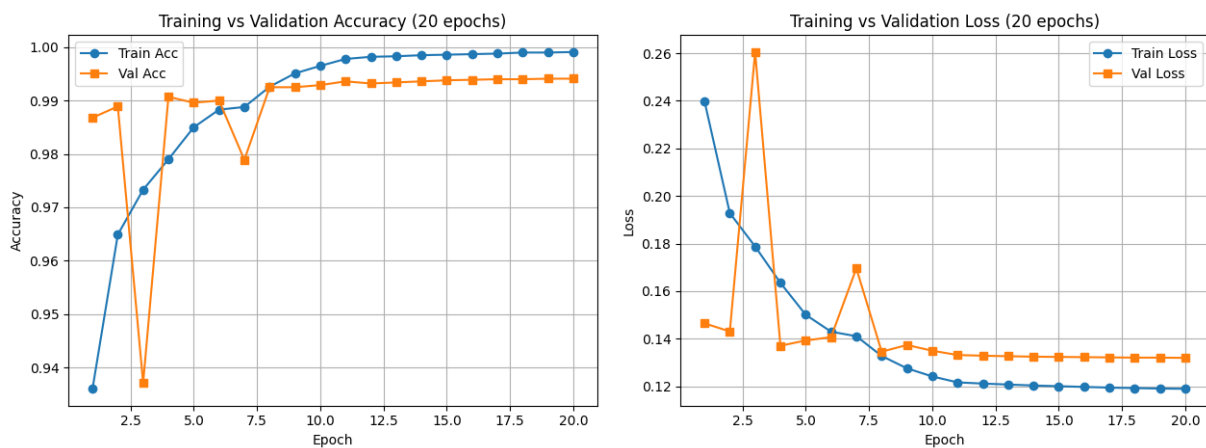 Training vs Validation Accuracy (20 epochs)
Train Acc
Val Acc
1.00
0.99
0.98
0.97
0.96
0.95
0.94
Accuracy
2.5 5.0 7.5 10.0 12.5 15.0 17.5 20.0
Epoch
Training vs Validation Loss (20 epochs)
Train Loss
Val Loss
0.26
0.24
0.22
0.20
0.18
0.16
0.14
0.12
Loss
2.5 5.0 7.5 10.0 12.5 15.0 17.5 20.0
Epoch